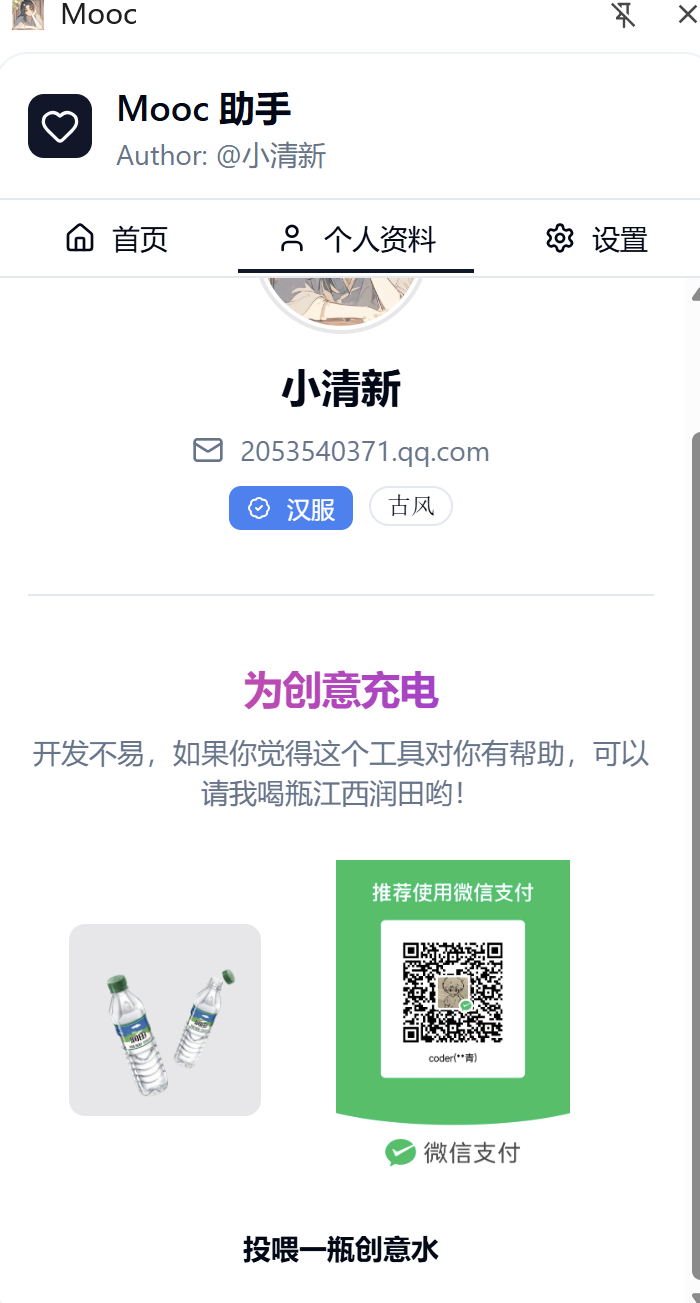 Mooc
Mooc 助手
Author: @小清新
首页
个人资料
设置
小清新
2053540371.qq.com
汉服
古风
为创意充电
开发不易，如果你觉得这个工具对你有帮助，可以
请我喝瓶江西润田哟！
推荐使用微信支付
coder(**青)
微信支付
投喂一瓶创意水